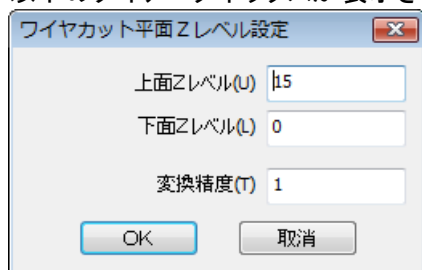 ワイヤカット平面Zレベル設定
上面Zレベル(U) 15
下面Zレベル(L) 0
変換精度(T) 1
OK 取消